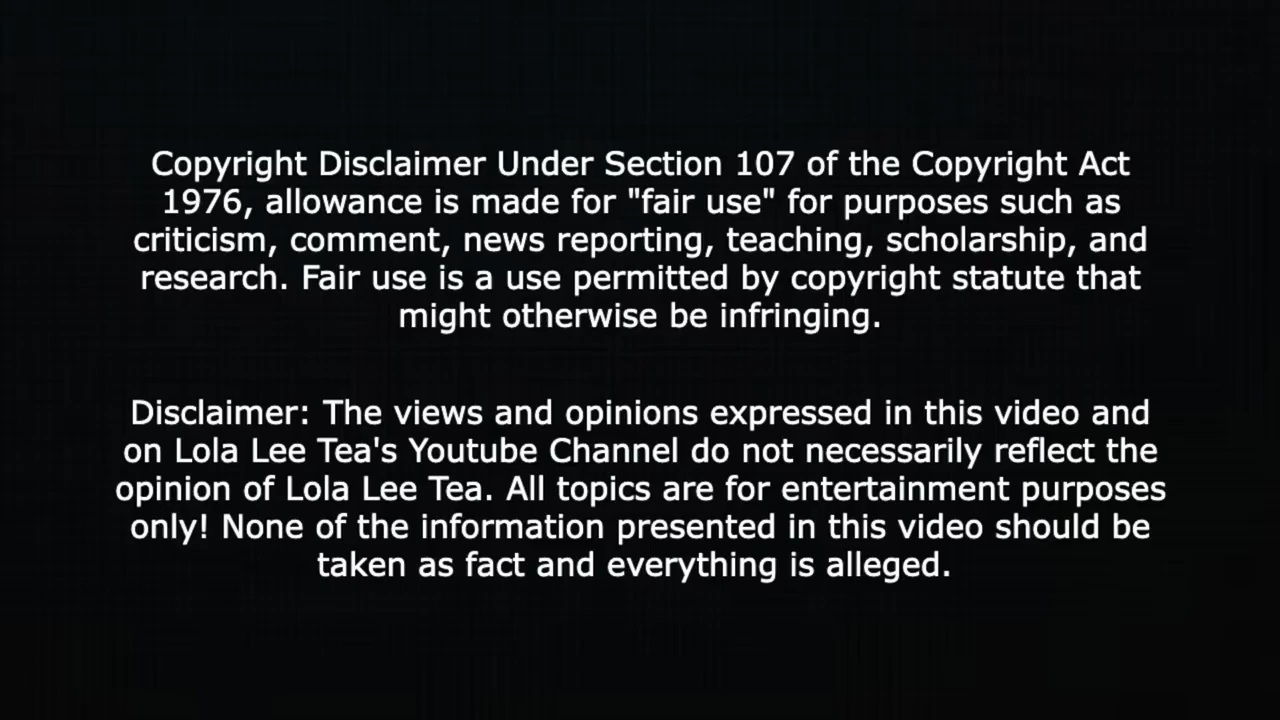 Copyright Disclaimer Under Section 107 of the Copyright Act
1976, allowance is made for "fair use" for purposes such as
criticism, comment, news reporting, teaching, scholarship, and
research. Fair use is a use permitted by copyright statute that
might otherwise be infringing.
Disclaimer: The views and opinions expressed in this video and
on Lola Lee Tea's Youtube Channel do not necessarily reflect the
opinion of Lola Lee Tea. All topics are for entertainment purposes
only! None of the information presented in this video should be
taken as fact and everything is alleged.